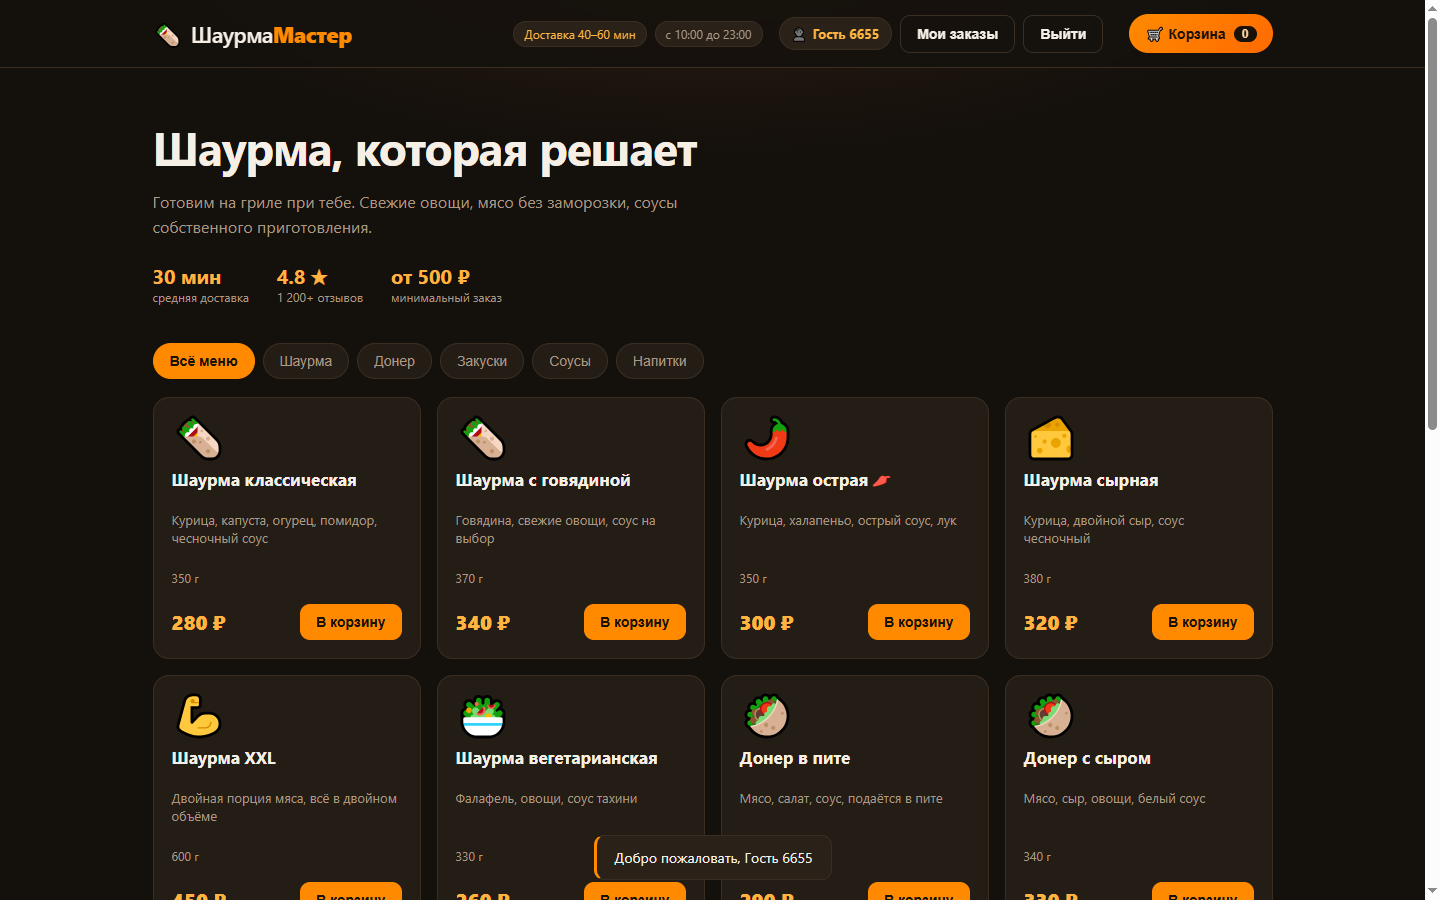 ШаурмаМастер
Доставка 40–60 мин
с 10:00 до 23:00
Гость 6655
Мои заказы
Выйти
Корзина 0
Шаурма, которая решает
Готовим на гриле при тебе. Свежие овощи, мясо без заморозки, соусы
собственного приготовления.
30 мин
средняя доставка
4.8 ★
1 200+ отзывов
от 500 ₽
минимальный заказ
Всё меню
Шаурма
Донер
Закуски
Соусы
Напитки
Шаурма классическая
Курица, капуста, огурец, помидор,
чесночный соус
350 г
280 ₽
В корзину
Шаурма с говядиной
Говядина, свежие овощи, соус на
выбор
370 г
340 ₽
В корзину
Шаурма острая
Курица, халапеньо, острый соус, лук
350 г
300 ₽
В корзину
Шаурма сырная
Курица, двойной сыр, соус
чесночный
380 г
320 ₽
В корзину
Шаурма XXL
Двойная порция мяса, всё в двойном
объёме
600 г
450 ₽
В корзину
Шаурма вегетарианская
Фалафель, овощи, соус тахини
330 г
В корзину
Донер в пите
Мясо, салат, соус, подаётся в пите
В корзину
Донер с сыром
Мясо, сыр, овощи, белый соус
340 г
В корзину
Добро пожаловать, Гость 6655